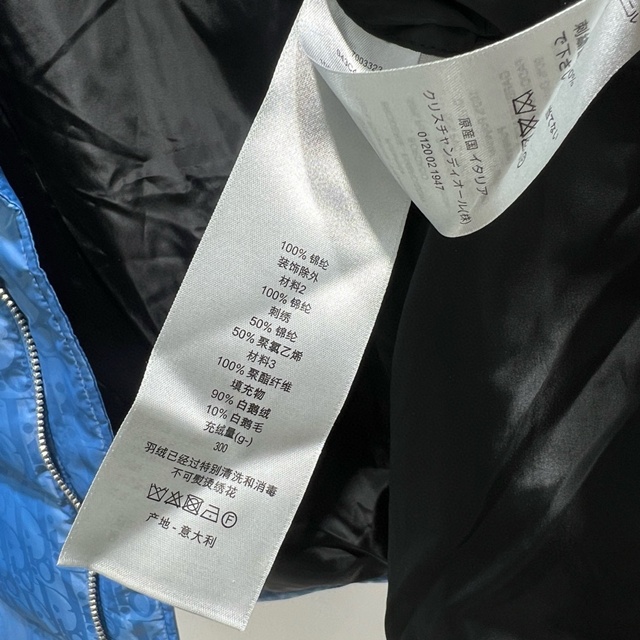 100% 锦纶
装饰除外
材料2
100% 锦纶
刺绣
50% 锦纶
50% 聚氯乙烯
材料3
100% 聚酯纤维
填充物
90% 白鹅绒
10% 白鹅毛
充绒量(g-)
300
羽绒已经过特别清洗和消毒
不可熨烫绣花
产地 - 意大利
原産国 イタリア
クリスチャンディオール(株)
0120021947